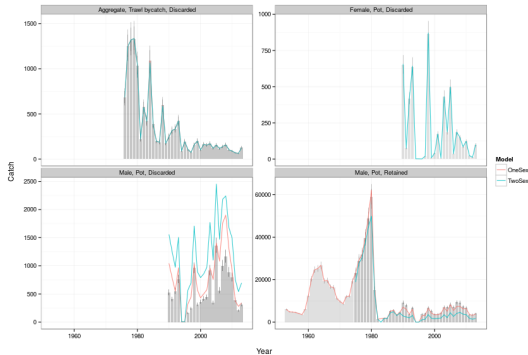 Aggregate, Trawl bycatch, Discarded
Female, Pot, Discarded
1500
1000
500
0
1000
750
500
250
0
Male, Pot, Discarded
Male, Pot, Retained
2500
2000
1500
1000
500
0
60000
40000
20000
0
1960
1980
2000
1960
1980
2000
Catch
Year
Model
OneSex
TwoSex